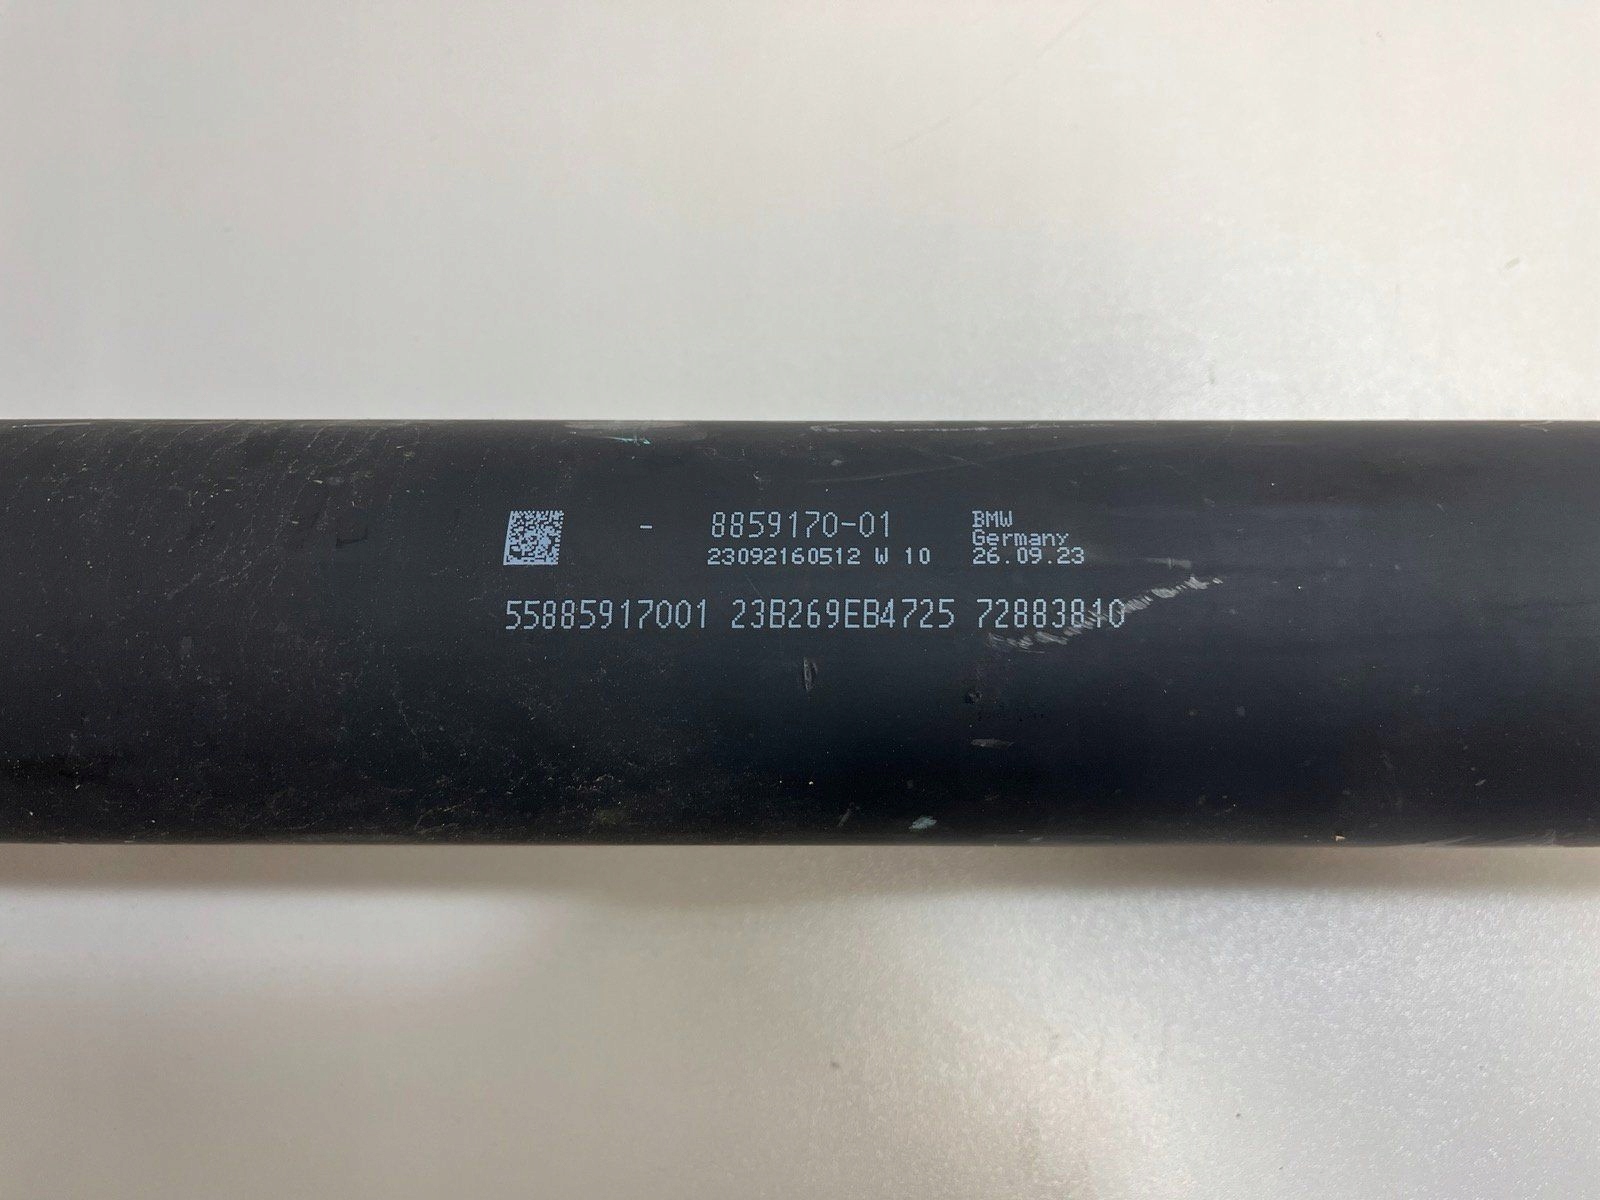 - 8859170-01
23092160512 W 10
BMW
Germany
26.09.23
55885917001 23B269EB4725 72883810